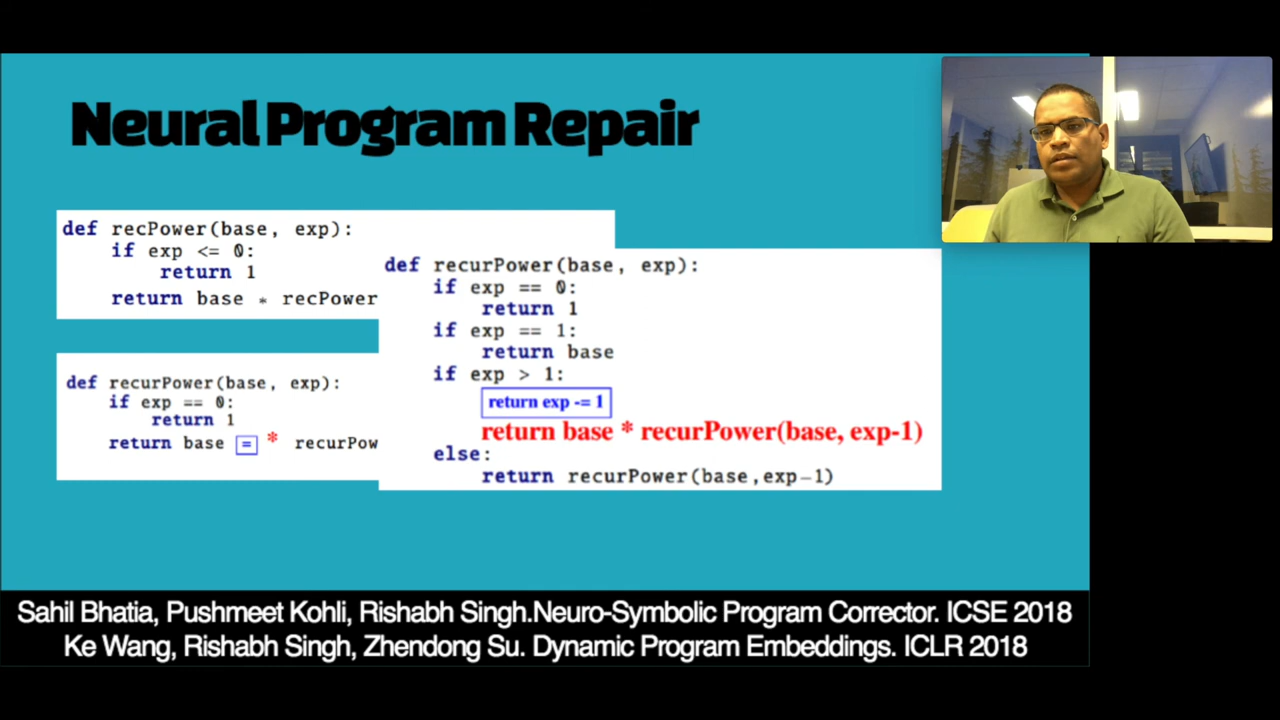 Neural Program Repair
def recPower(base, exp):
if exp <= 0:
return 1
return base * recPower
def recurPower(base, exp):
if exp == 0:
return 1
return base = * recurPow
def recurPower(base, exp):
if exp == 0:
return 1
if exp == 1:
return base
if exp > 1:
return exp -= 1
return base * recurPower(base, exp-1)
else:
return recurPower(base,exp-1)
Sahil Bhatia, Pushmeet Kohli, Rishabh Singh.Neuro-Symbolic Program Corrector. ICSE 2018
Ke Wang, Rishabh Singh, Zhendong Su. Dynamic Program Embeddings. ICLR 2018